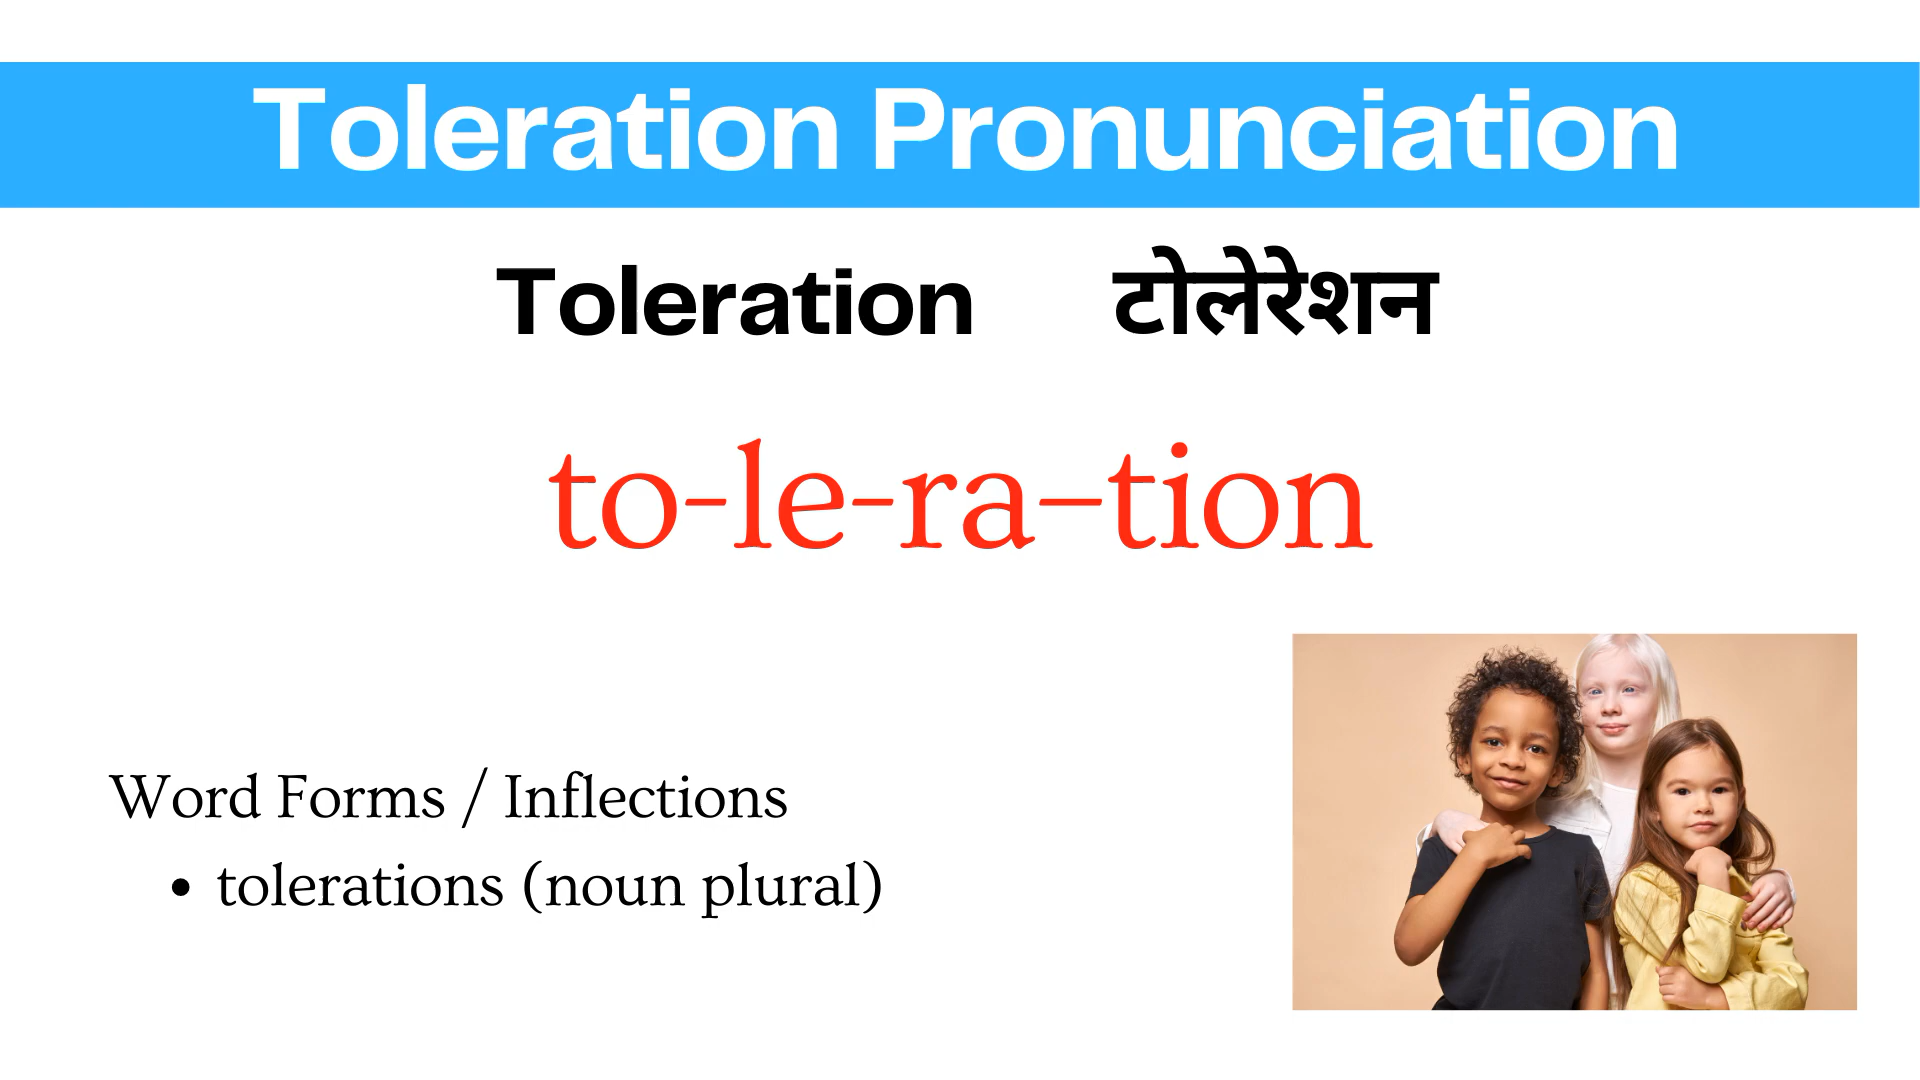 Toleration Pronunciation
Toleration टोलेरेशन
to-le-ra–tion
Word Forms / Inflections
• tolerations (noun plural)